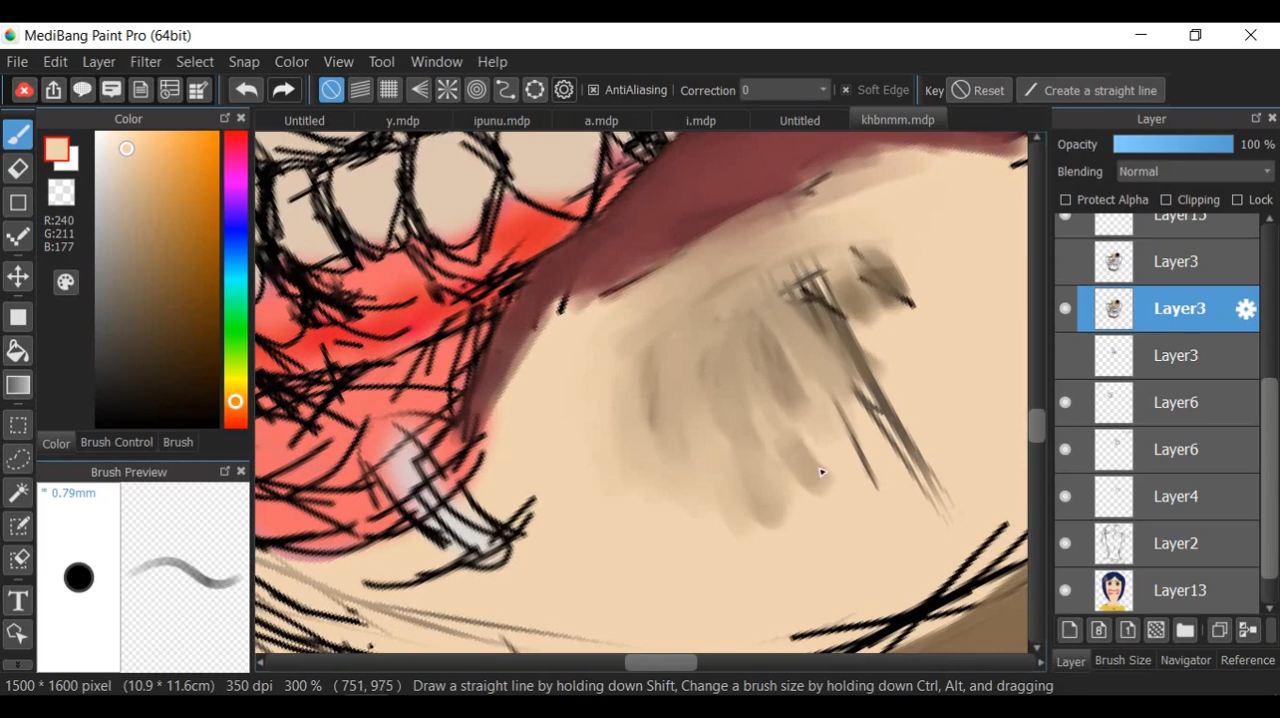 MediBang Paint Pro (64bit)
File Edit Layer Filter Select Snap Color View Tool Window Help
AntiAliasing Correction 0 Soft Edge Key Reset Create a straight line
Color
Untitled y.mdp ipunu.mdp a.mdp i.mdp Untitled khbnmm.mdp
Layer
Opacity 100 %
Blending Normal
Protect Alpha Clipping Lock
R:240
G:211
B:177
Layer15
Layer3
Layer3
Layer3
Layer6
Layer6
Layer4
Layer2
Layer13
Color Brush Control Brush
Brush Preview
* 0.79mm
T
8 1
Layer Brush Size Navigator Reference
1500 * 1600 pixel (10.9 * 11.6cm) 350 dpi 300 % ( 751, 975 ) Draw a straight line by holding down Shift, Change a brush size by holding down Ctrl, Alt, and dragging